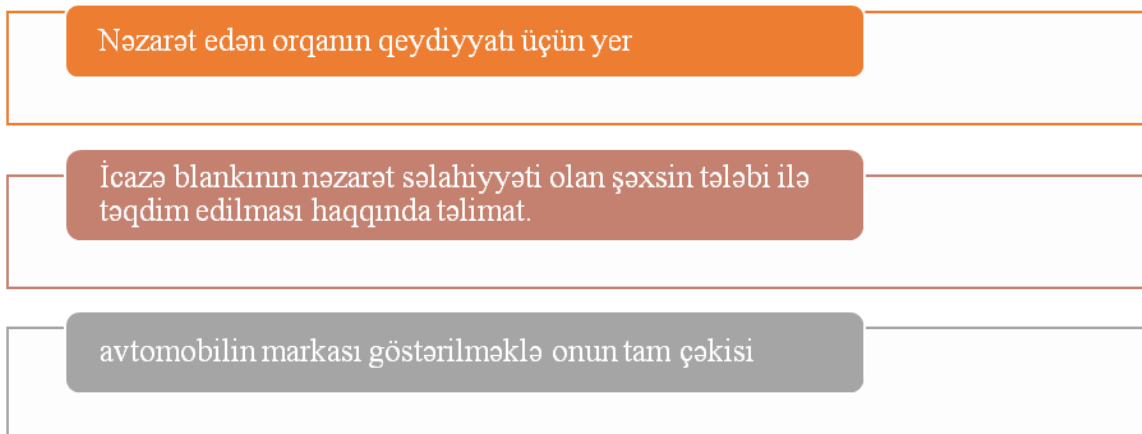 Nəzarət edən orqanın qeydiyyatı üçün yer
İcazə blankının nəzarət səlahiyyəti olan şəxsin tələbi ilə
təqdim edilması haqqında təlimat.
avtomobilin markası göstərilməklə onun tam çəkisi